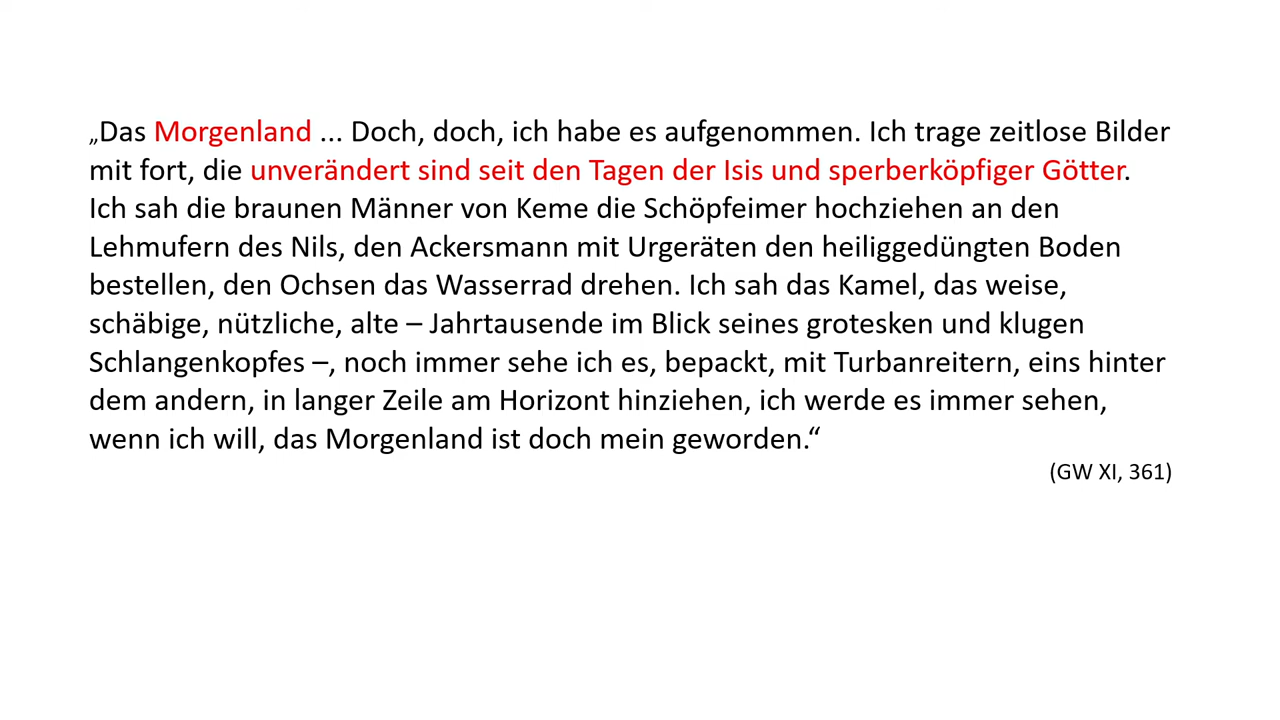 „Das Morgenland ... Doch, doch, ich habe es aufgenommen. Ich trage zeitlose Bilder
mit fort, die unverändert sind seit den Tagen der Isis und sperberköpfiger Götter.
Ich sah die braunen Männer von Keme die Schöpfeimer hochziehen an den
Lehmufern des Nils, den Ackersmann mit Urgeräten den heiliggedüngten Boden
bestellen, den Ochsen das Wasserrad drehen. Ich sah das Kamel, das weise,
schäbige, nützliche, alte – Jahrtausende im Blick seines grotesken und klugen
Schlangenkopfes –, noch immer sehe ich es, bepackt, mit Turbanreitern, eins hinter
dem andern, in langer Zeile am Horizont hinziehen, ich werde es immer sehen,
wenn ich will, das Morgenland ist doch mein geworden.“
(GW XI, 361)